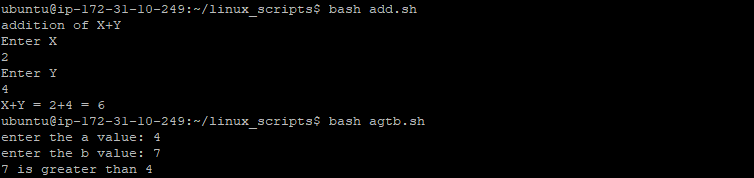 ubuntu@ip-172-31-10-249:~/linux_scripts$ bash add.sh
addition of X+Y
Enter X
2
Enter Y
4
X+Y = 2+4 = 6
ubuntu@ip-172-31-10-249:~/linux_scripts$ bash agtb.sh
enter the a value: 4
enter the b value: 7
7 is greater than 4